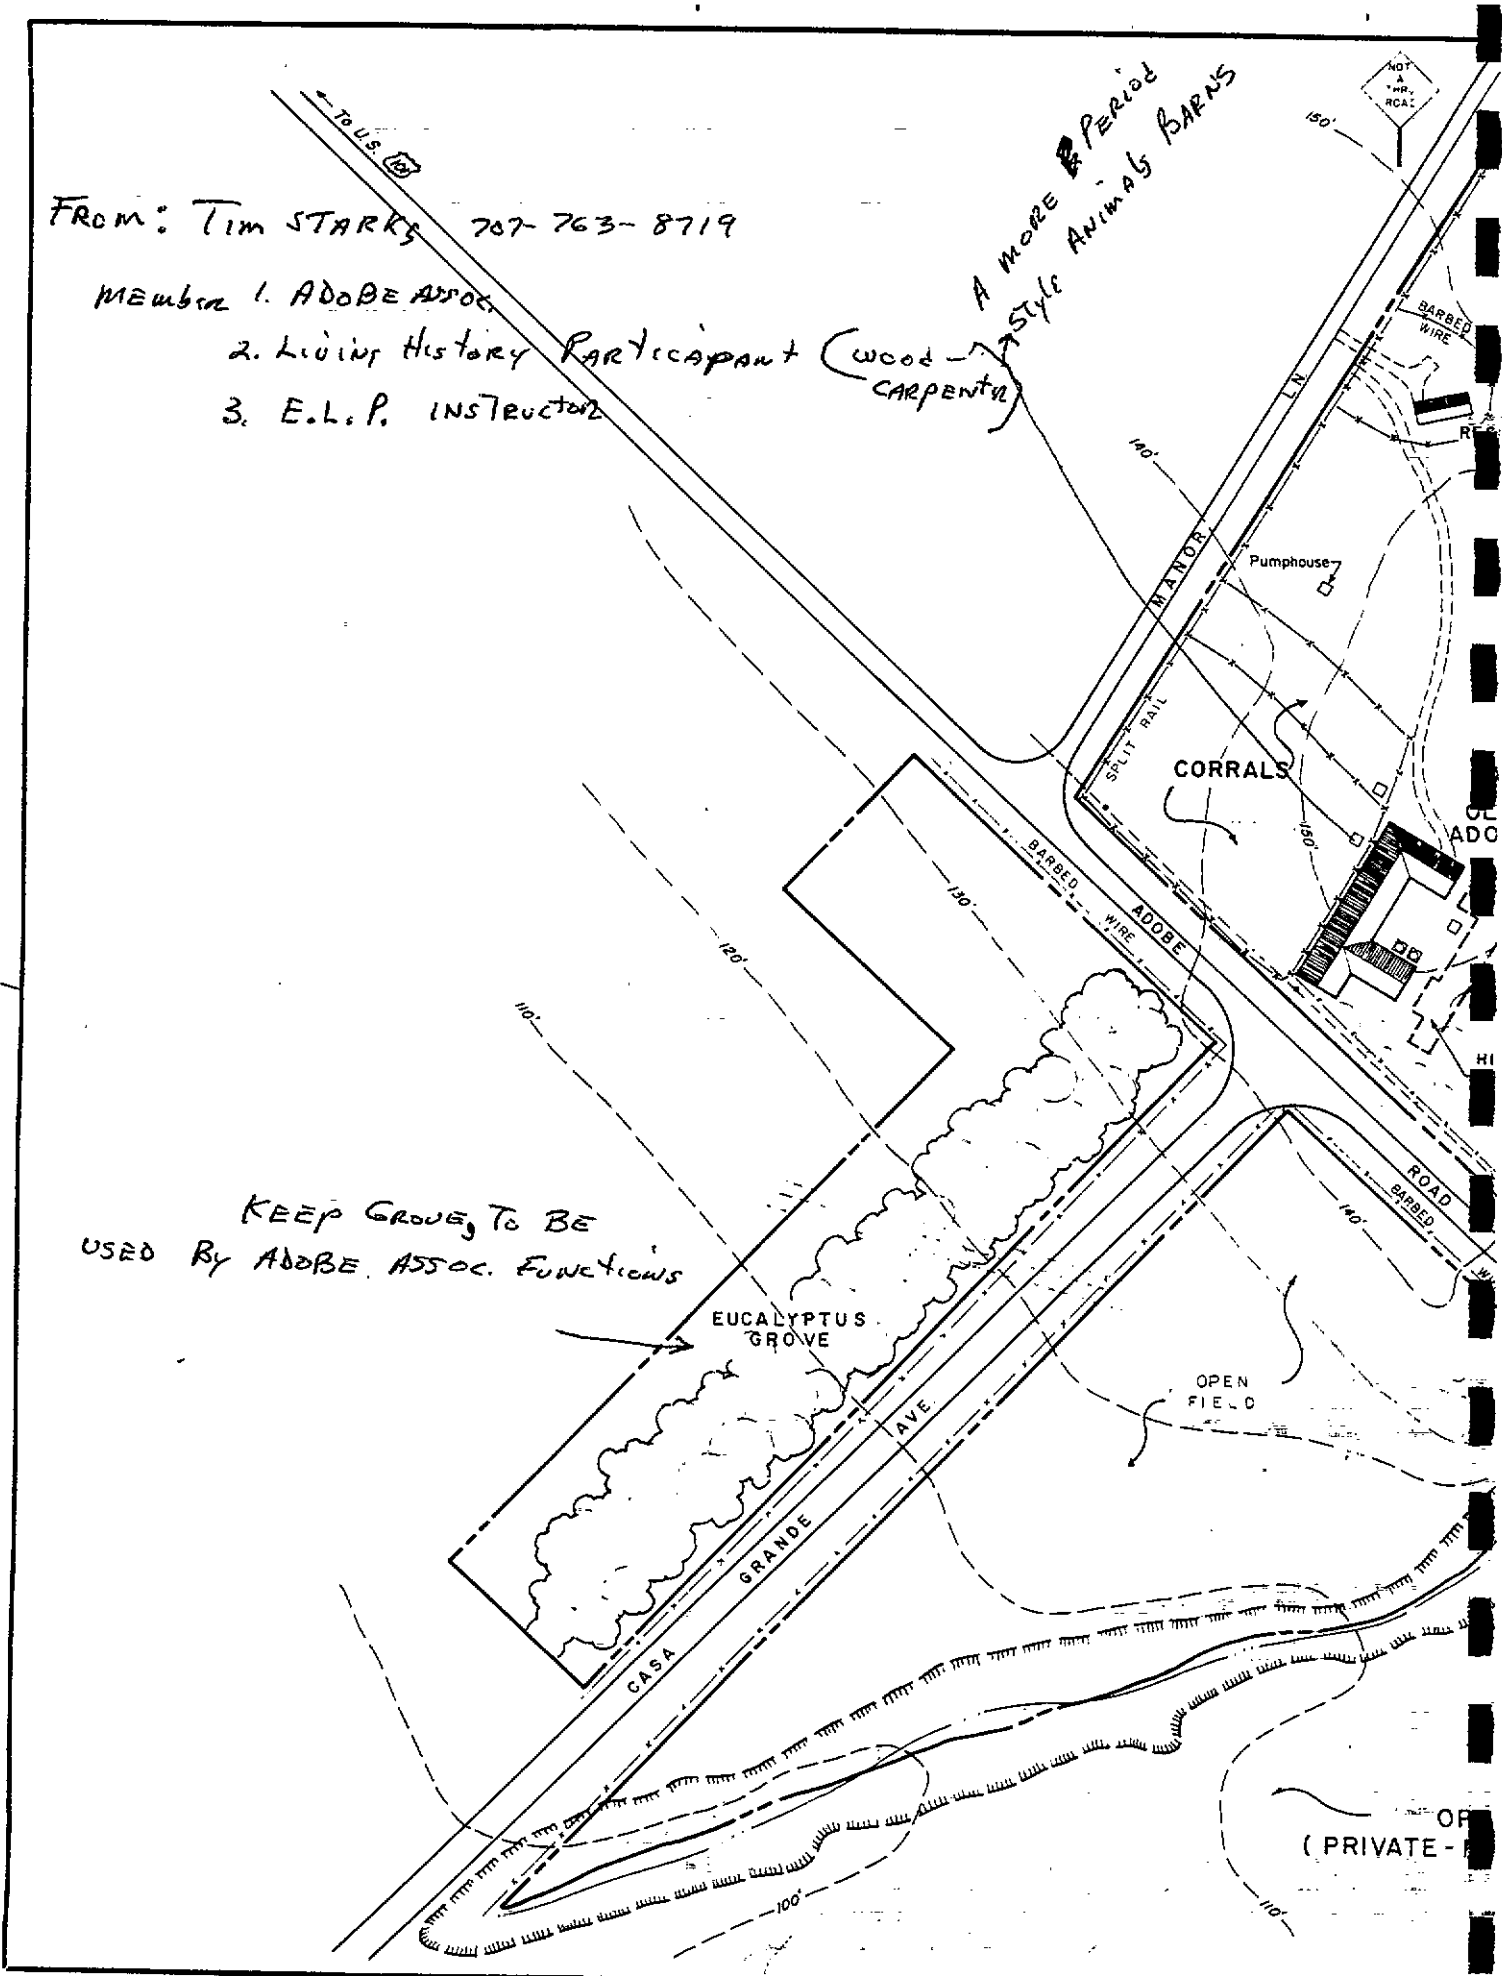 To U.S. 101
NOT
A
THRU
ROAD
150'
A MORE PERIOD
Style Animals BARNS
FROM: Tim STARKS 707-763-8719
MEmber 1. ADOBE Assoc.
2. Living History PARTicapant (wood-
CARPENter)
3. E.L.P. INSTRUCtoR
BARBED
WIRE
MANOR LN
140'
Pumphouse
SPLIT RAIL
CORRALS
150'
BARBED
WIRE
ADOBE ROAD
130'
120'
110'
KEEP GROVE, To BE
USED By ADOBE ASSOC. FUNCtions
EUCALYPTUS
GROVE
BARBED
140'
OPEN
FIELD
CASA GRANDE AVE.
(PRIVATE-
100'
110'